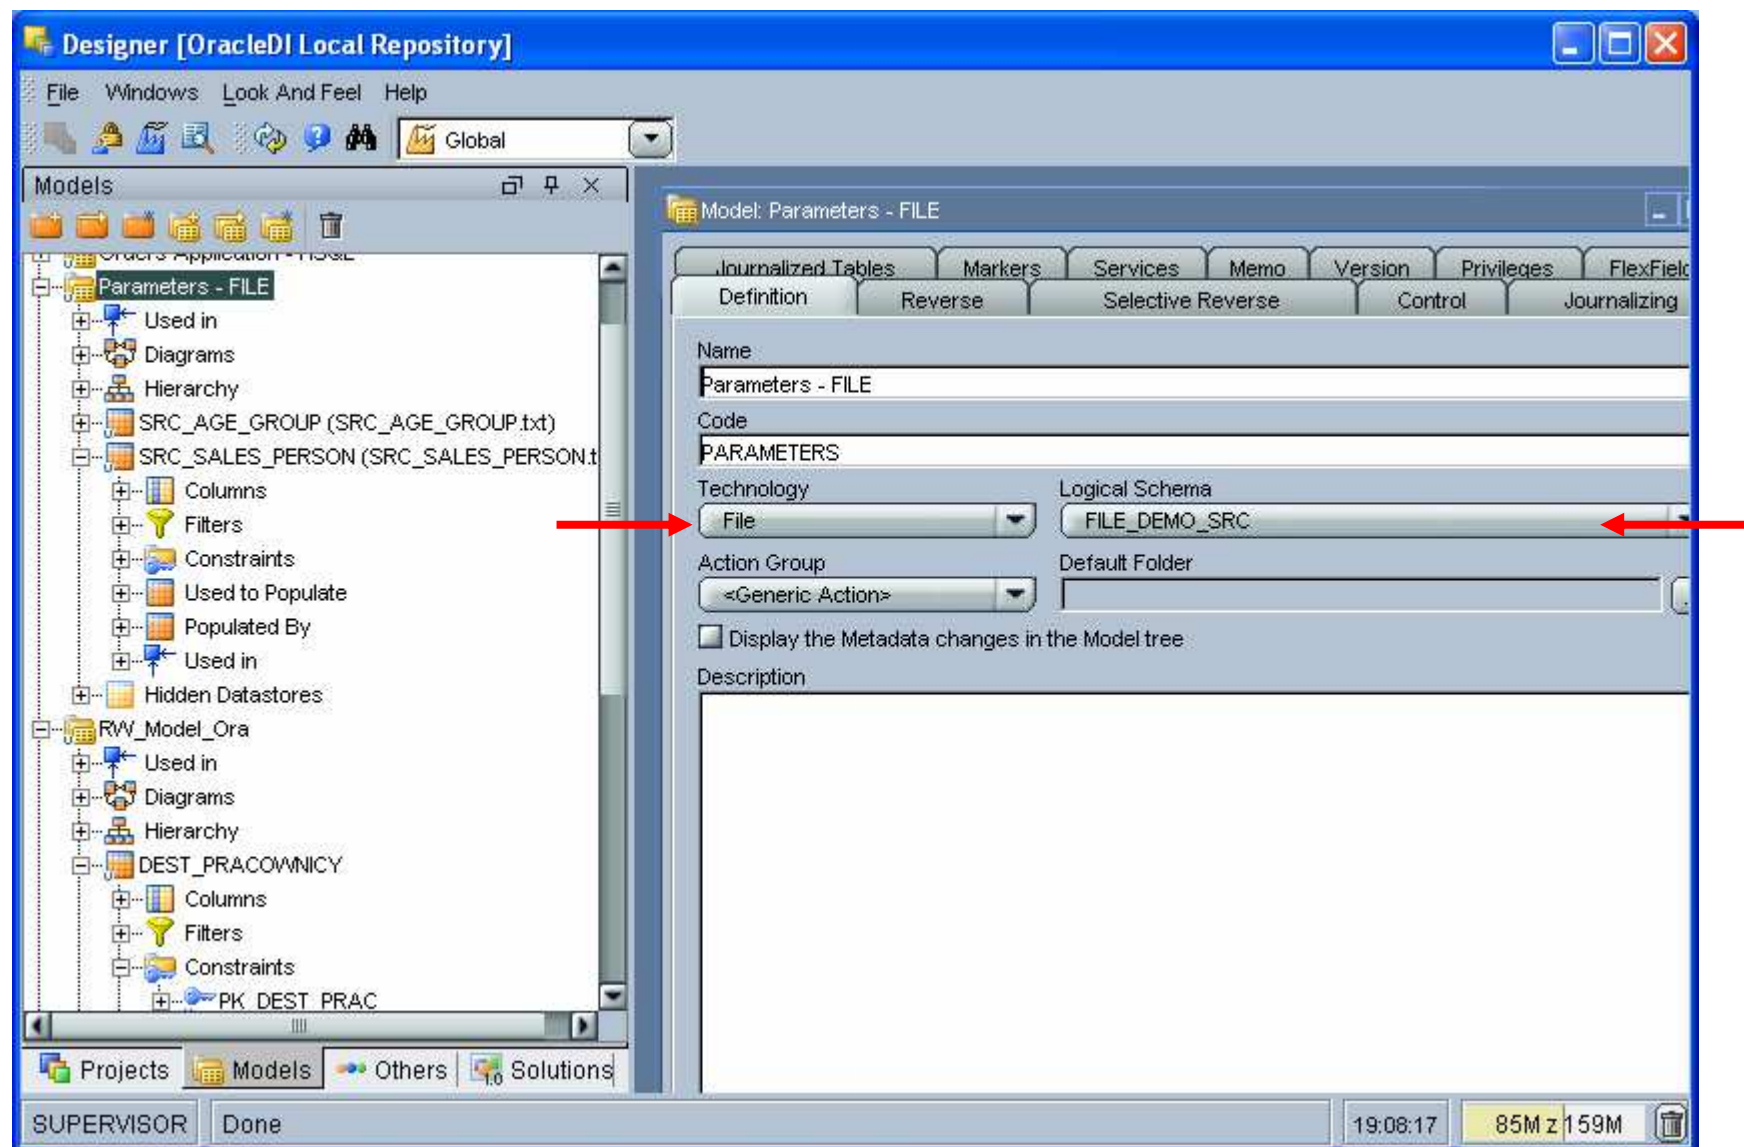 Designer [OracleDI Local Repository]
File Windows Look And Feel Help
Global
Models
Orders Application - HSQL
Parameters - FILE
Used in
Diagrams
Hierarchy
SRC_AGE_GROUP (SRC_AGE_GROUP.txt)
SRC_SALES_PERSON (SRC_SALES_PERSON.t
Columns
Filters
Constraints
Used to Populate
Populated By
Used in
Hidden Datastores
RW_Model_Ora
Used in
Diagrams
Hierarchy
DEST_PRACOWNICY
Columns
Filters
Constraints
PK_DEST_PRAC
Projects Models Others Solutions
Model: Parameters - FILE
Journalized Tables Markers Services Memo Version Privileges FlexField
Definition Reverse Selective Reverse Control Journalizing
Name
Parameters - FILE
Code
PARAMETERS
Technology Logical Schema
File FILE_DEMO_SRC
Action Group Default Folder
<Generic Action>
Display the Metadata changes in the Model tree
Description
SUPERVISOR Done 19:08:17 85M z 159M